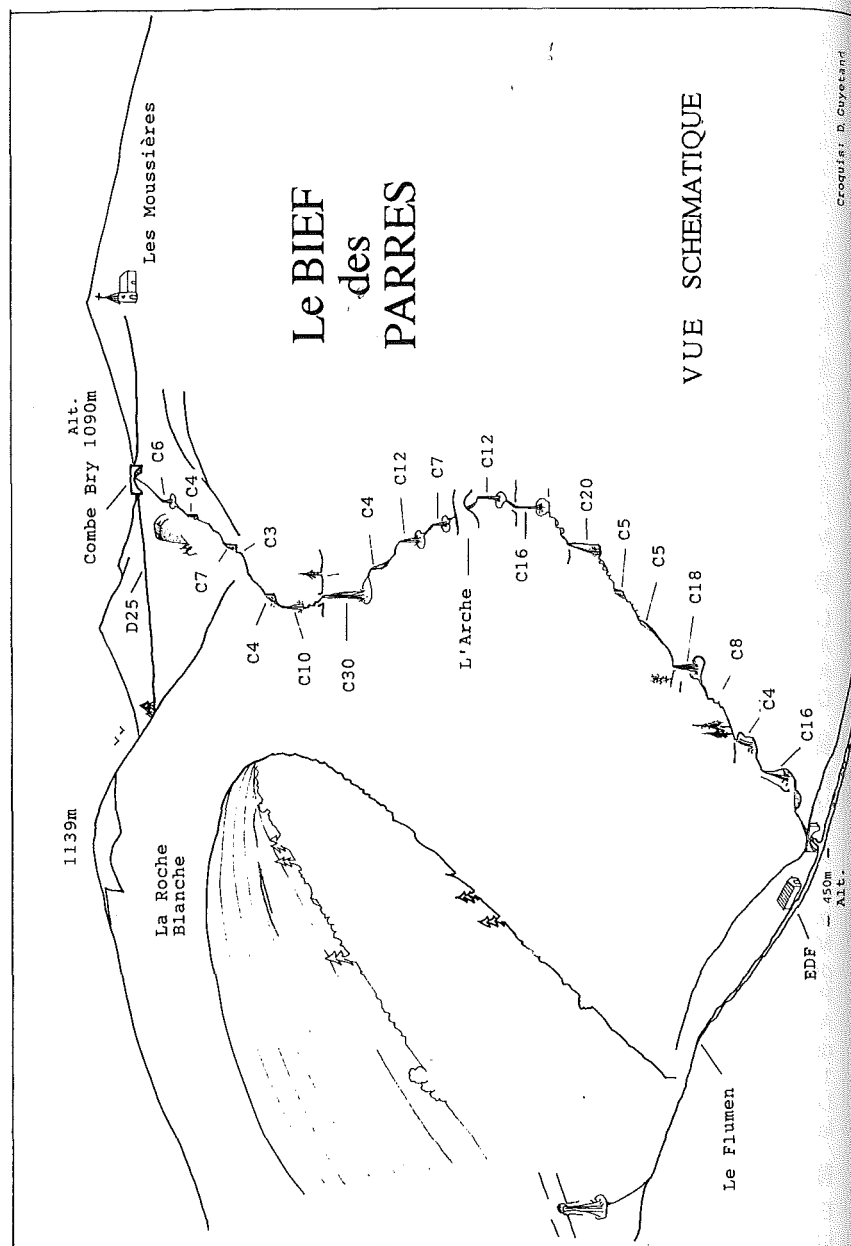 Les Moussières
Alt.
Combe Bry 1090m
D25
1139m
La Roche
Blanche
Le BIEF
des
PARRES
VUE SCHEMATIQUE
C6
C4
C7
C3
C4
C10
C30
C4
C12
C7
L'Arche
C12
C16
C20
C5
C5
C18
C8
C4
C16
– 450m –
Alt.
EDF
Le Flumen
Croquis: D. Guyetand